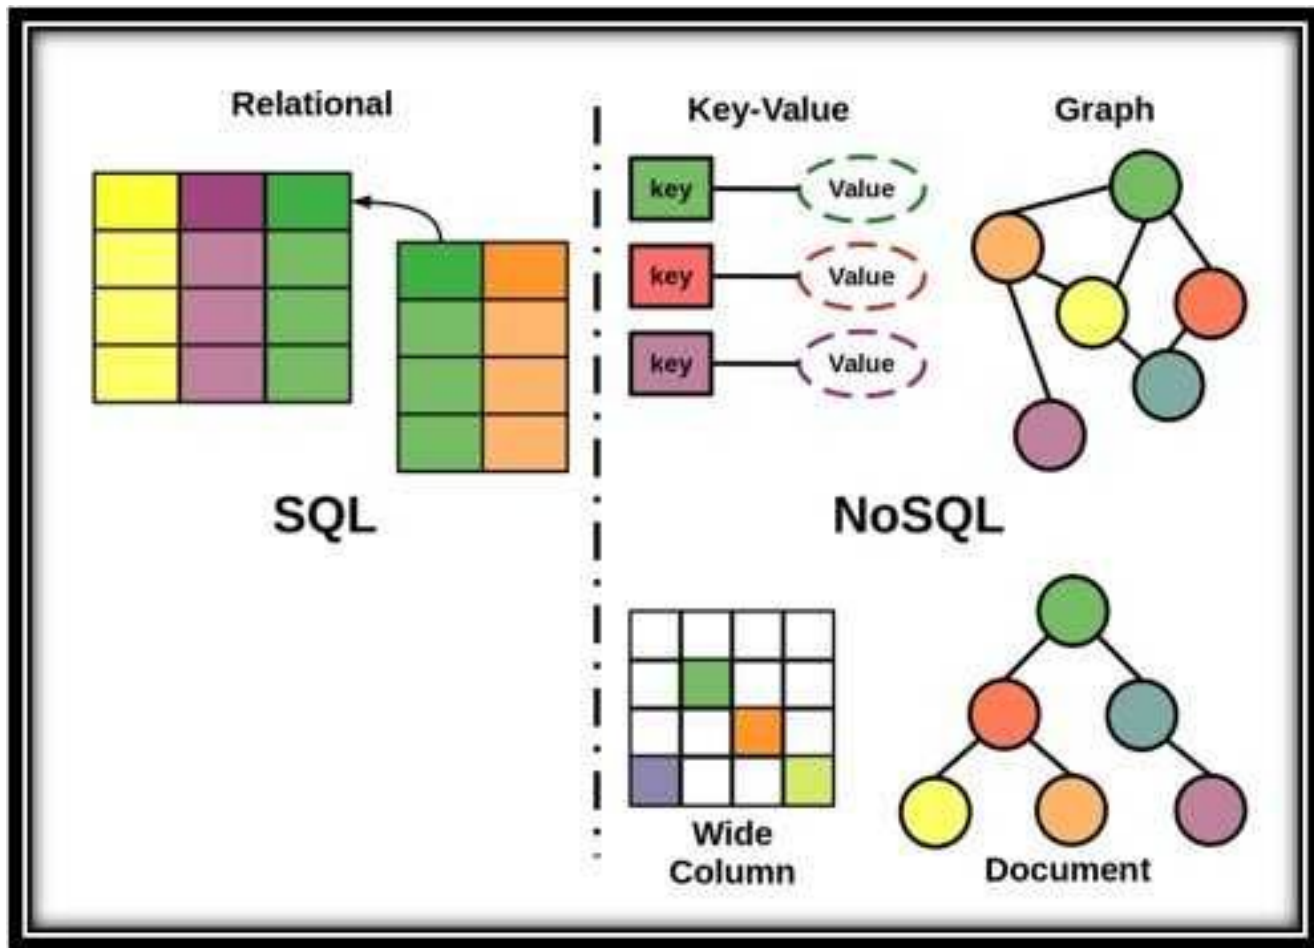 Relational
SQL
Key-Value
Graph
key Value
key Value
key Value
NoSQL
Wide
Column
Document